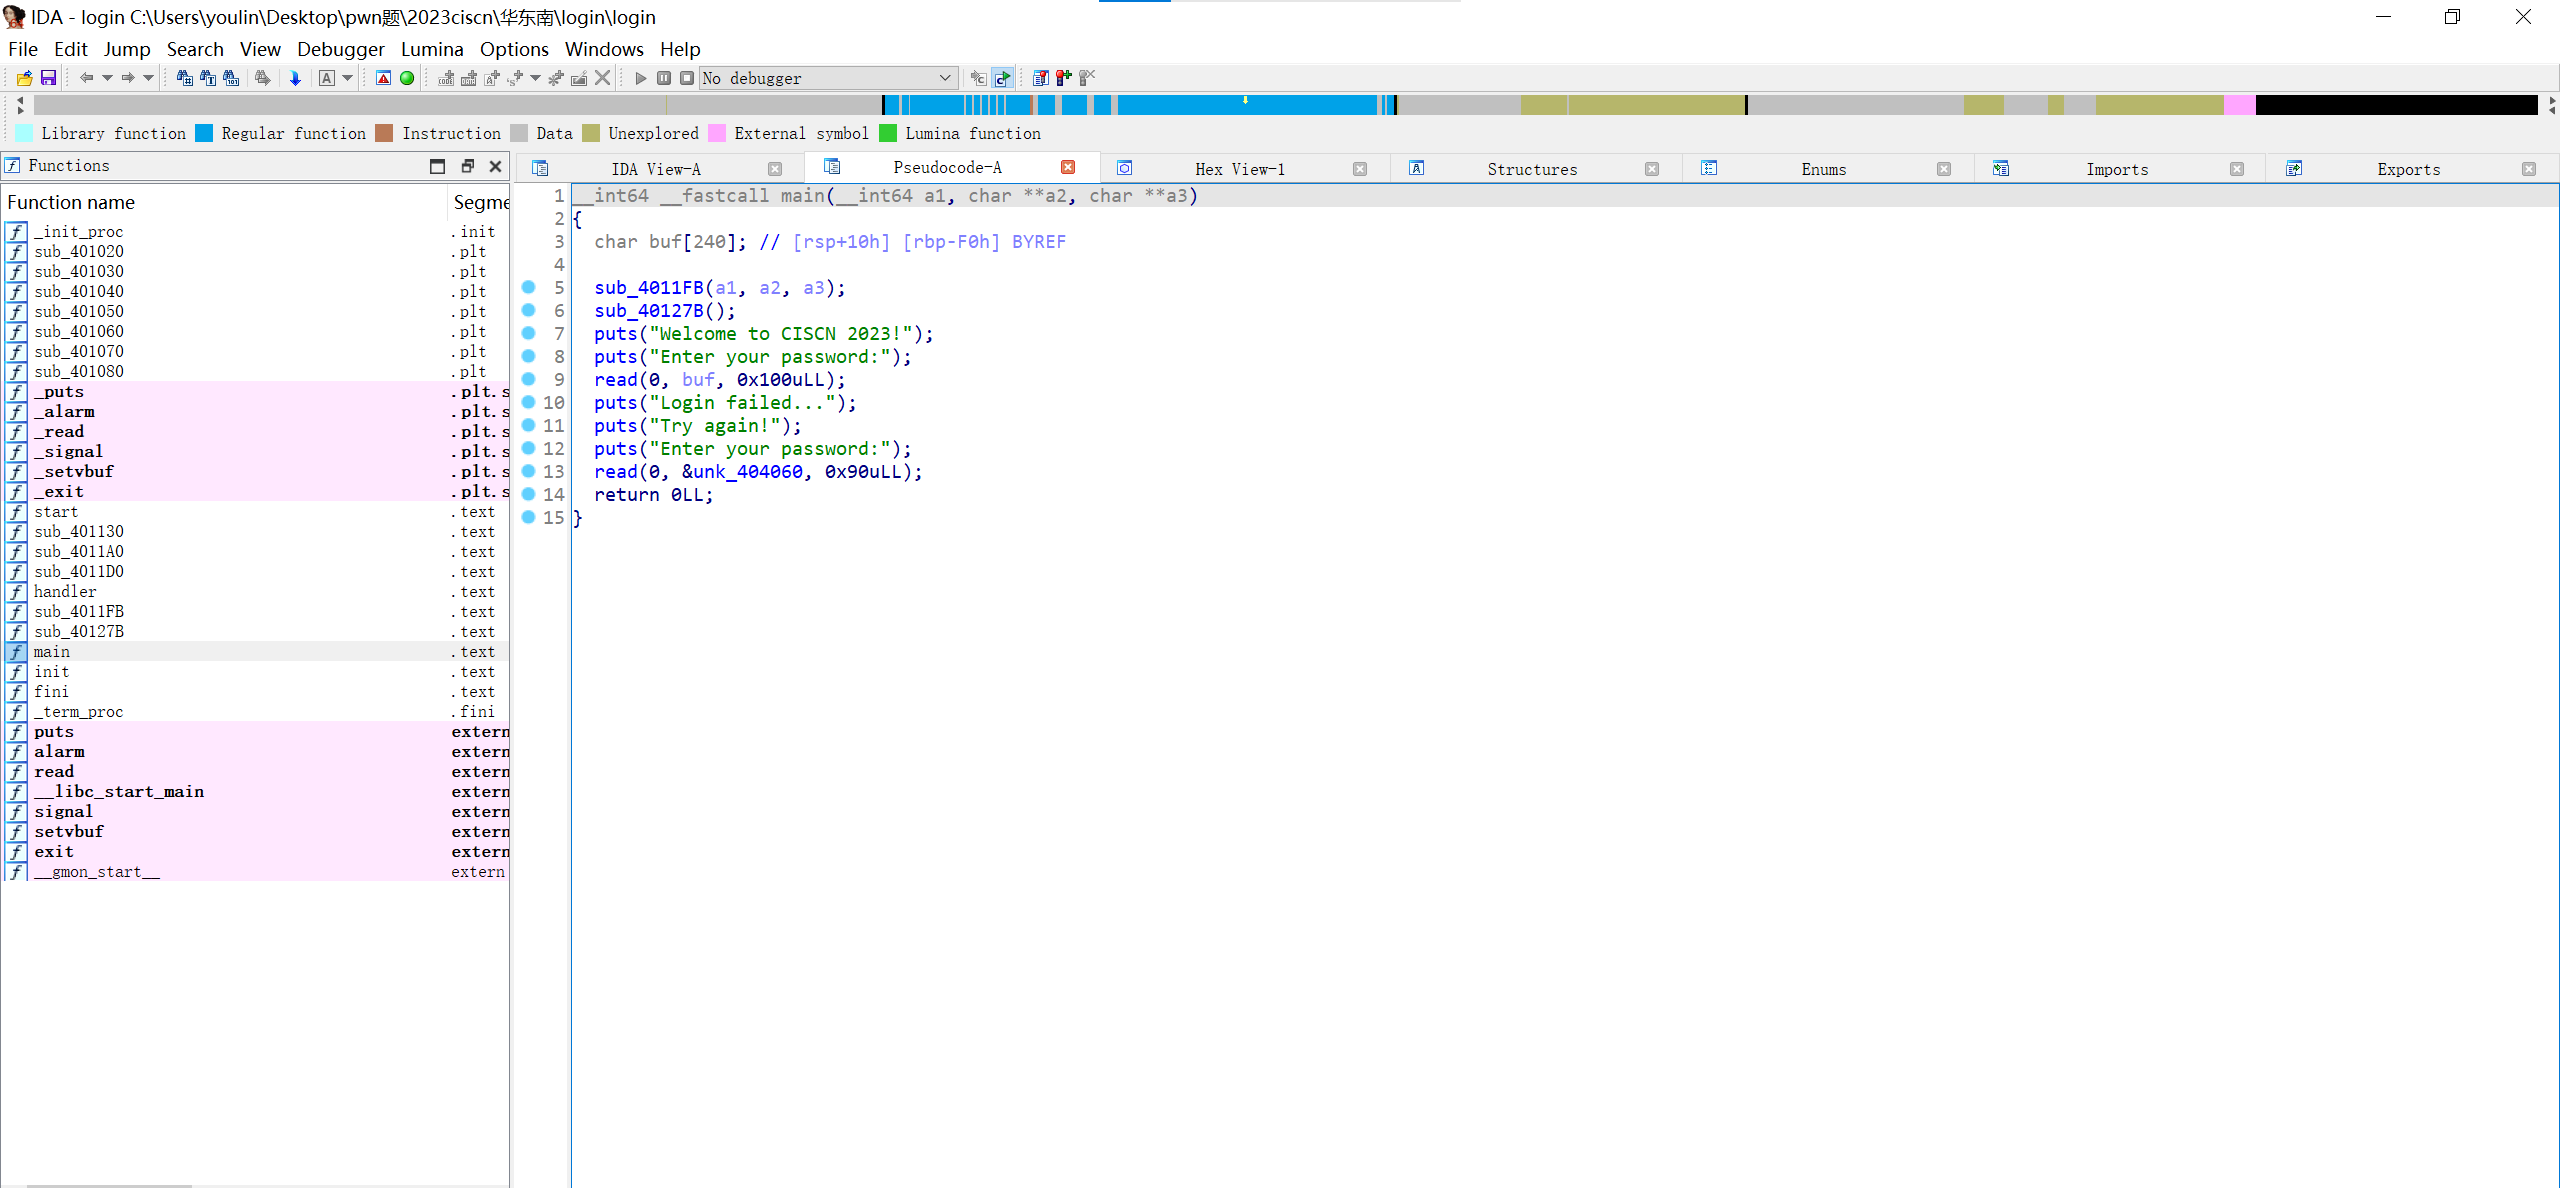 IDA - login C:\Users\youlin\Desktop\pwn题\2023ciscn\华东南\login\login
File Edit Jump Search View Debugger Lumina Options Windows Help
No debugger
Library function Regular function Instruction Data Unexplored External symbol Lumina function
Functions
Function name Segme
_init_proc .init
sub_401020 .plt
sub_401030 .plt
sub_401040 .plt
sub_401050 .plt
sub_401060 .plt
sub_401070 .plt
sub_401080 .plt
_puts .plt.s
_alarm .plt.s
_read .plt.s
_signal .plt.s
_setvbuf .plt.s
_exit .plt.s
start .text
sub_401130 .text
sub_4011A0 .text
sub_4011D0 .text
handler .text
sub_4011FB .text
sub_40127B .text
main .text
init .text
fini .text
_term_proc .fini
puts extern
alarm extern
read extern
__libc_start_main extern
signal extern
setvbuf extern
exit extern
__gmon_start__ extern
IDA View-A Pseudocode-A Hex View-1 Structures Enums Imports Exports
1 __int64 __fastcall main(__int64 a1, char **a2, char **a3)
2 {
3 char buf[240]; // [rsp+10h] [rbp-F0h] BYREF
4
5 sub_4011FB(a1, a2, a3);
6 sub_40127B();
7 puts("Welcome to CISCN 2023!");
8 puts("Enter your password:");
9 read(0, buf, 0x100uLL);
10 puts("Login failed...");
11 puts("Try again!");
12 puts("Enter your password:");
13 read(0, &unk_404060, 0x90uLL);
14 return 0LL;
15 }